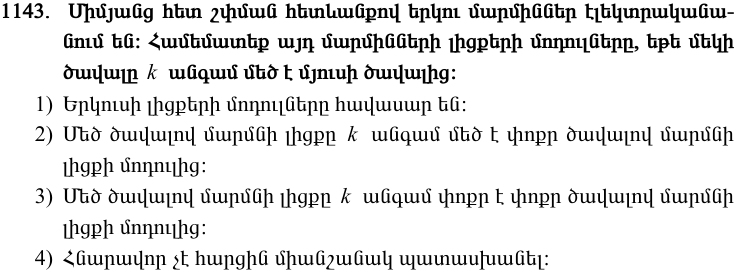 1143. Միմյանց հետ շփման հետևանքով երկու մարմիններ էլեկտրականա-
նում են: Համեմատեք այդ մարմինների լիցքերի մոդուլները, եթե մեկի
ծավալը k անգամ մեծ է մյուսի ծավալից:
1) Երկուսի լիցքերի մոդուլները հավասար են:
2) Մեծ ծավալով մարմնի լիցքը k անգամ մեծ է փոքր ծավալով մարմնի
լիցքի մոդուլից:
3) Մեծ ծավալով մարմնի լիցքը k անգամ փոքր է փոքր ծավալով մարմնի
լիցքի մոդուլից:
4) Հնարավոր չէ հարցին միանշանակ պատասխանել: